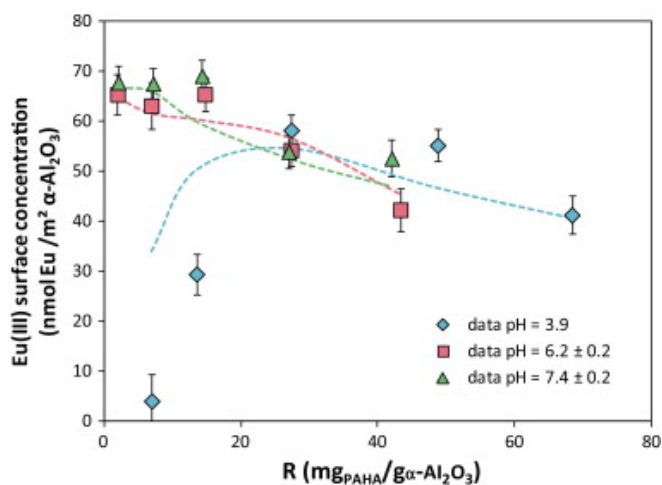 Eu(III) surface concentration
(nmol Eu /m² α-Al₂O₃)
80
70
60
50
40
30
20
10
0
data pH = 3.9
data pH = 6.2 ± 0.2
data pH = 7.4 ± 0.2
0 20 40 60 80
R (mg_PAHA/gα-Al₂O₃)